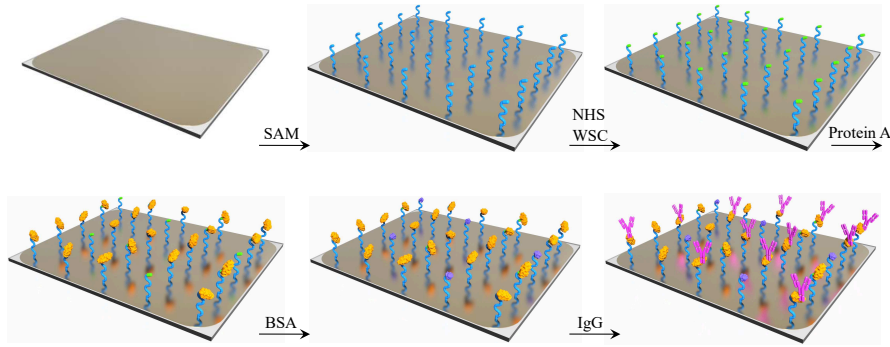 SAM
NHS
WSC
Protein A
BSA
IgG